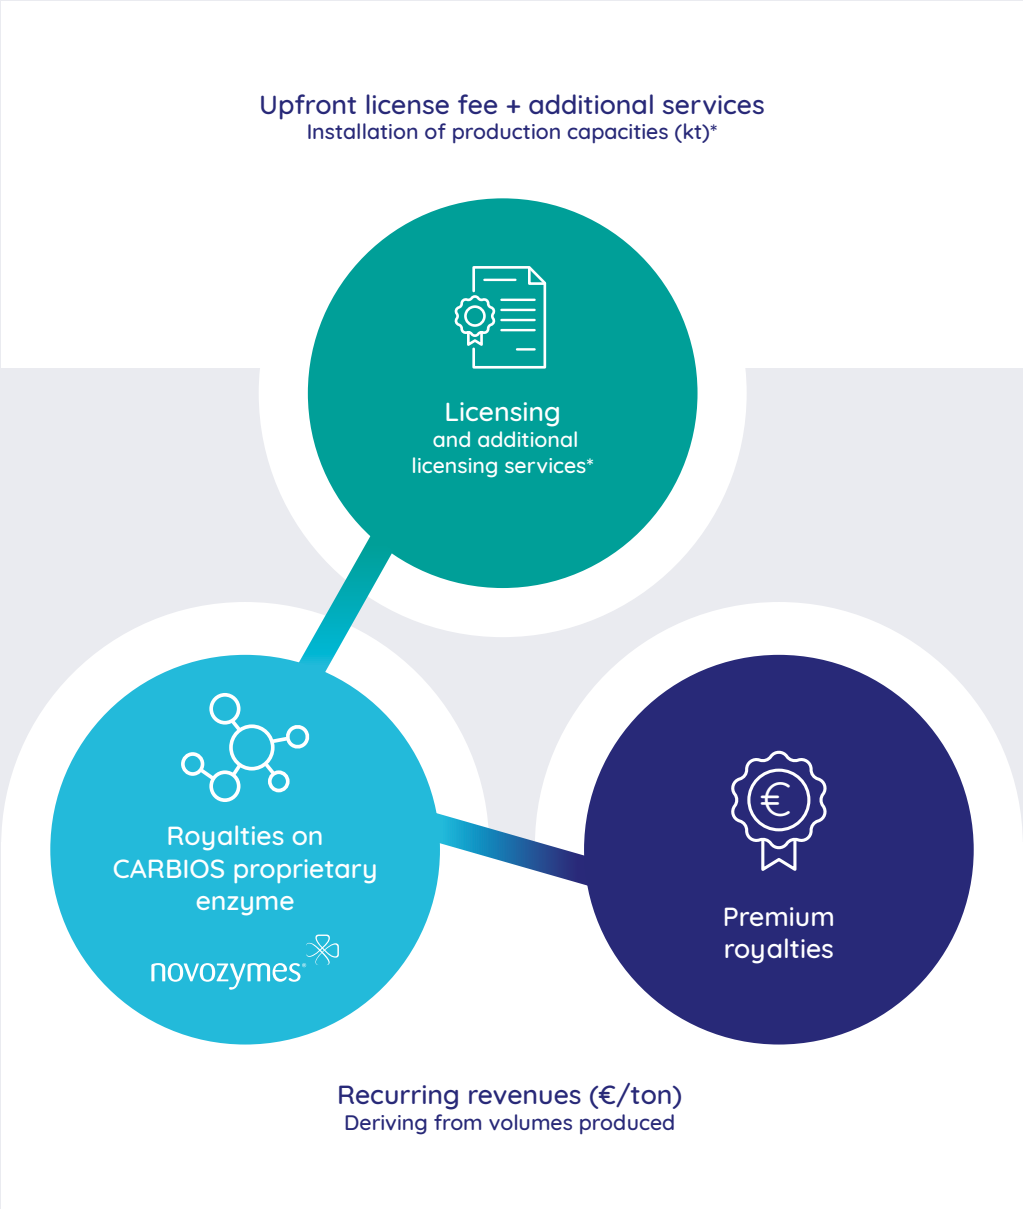 Upfront license fee + additional services
Installation of production capacities (kt)*
Licensing
and additional
licensing services*
Royalties on
CARBIOS proprietary
enzyme
novozymes®
€
Premium
royalties
Recurring revenues (€/ton)
Deriving from volumes produced